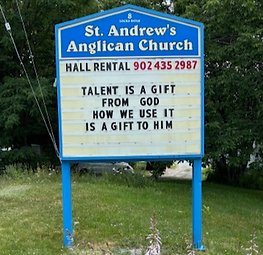 St. Andrew's
Anglican Church
HALL RENTAL 902 435 2987
TALENT IS A GIFT
FROM GOD
HOW WE USE IT
IS A GIFT TO HIM